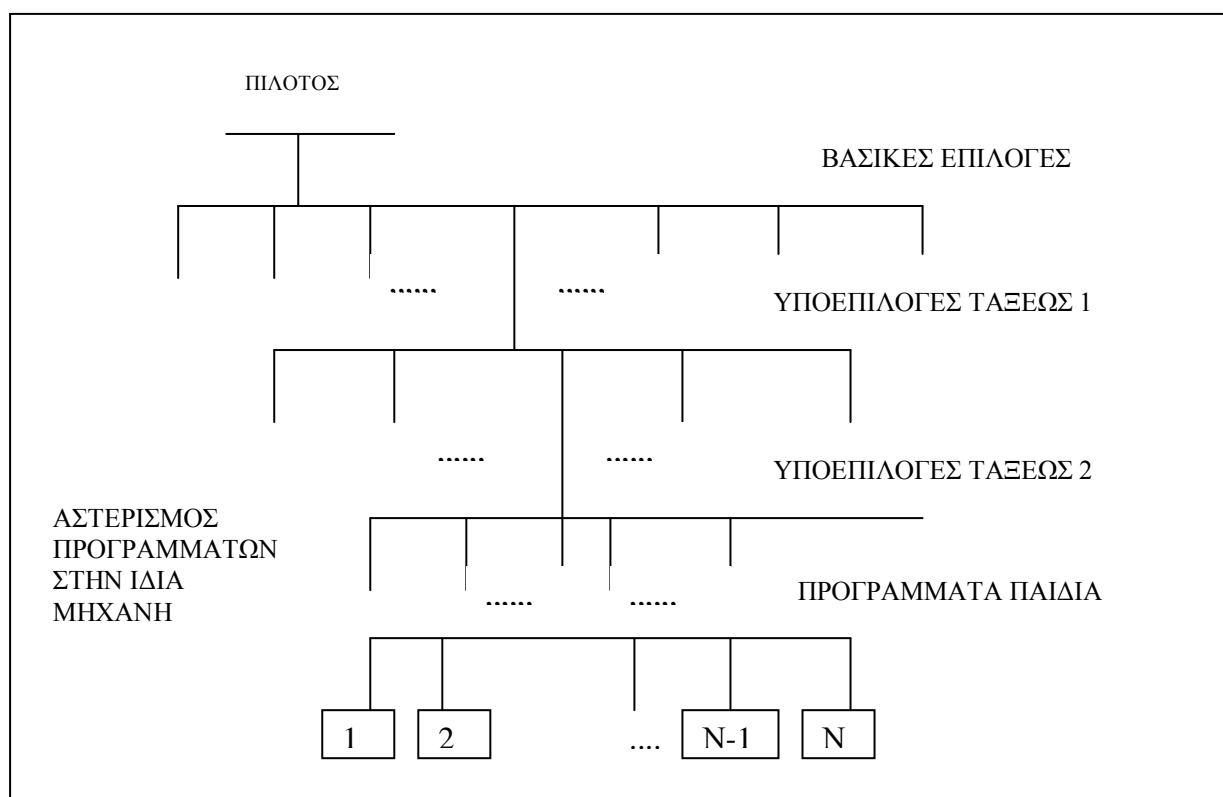 ΠΙΛΟΤΟΣ
ΒΑΣΙΚΕΣ ΕΠΙΛΟΓΕΣ
...... ......
ΥΠΟΕΠΙΛΟΓΕΣ ΤΑΞΕΩΣ 1
...... ......
ΥΠΟΕΠΙΛΟΓΕΣ ΤΑΞΕΩΣ 2
ΑΣΤΕΡΙΣΜΟΣ
ΠΡΟΓΡΑΜΜΑΤΩΝ
ΣΤΗΝ ΙΔΙΑ
ΜΗΧΑΝΗ
...... ......
ΠΡΟΓΡΑΜΜΑΤΑ ΠΑΙΔΙΑ
1 2 .... N-1 N